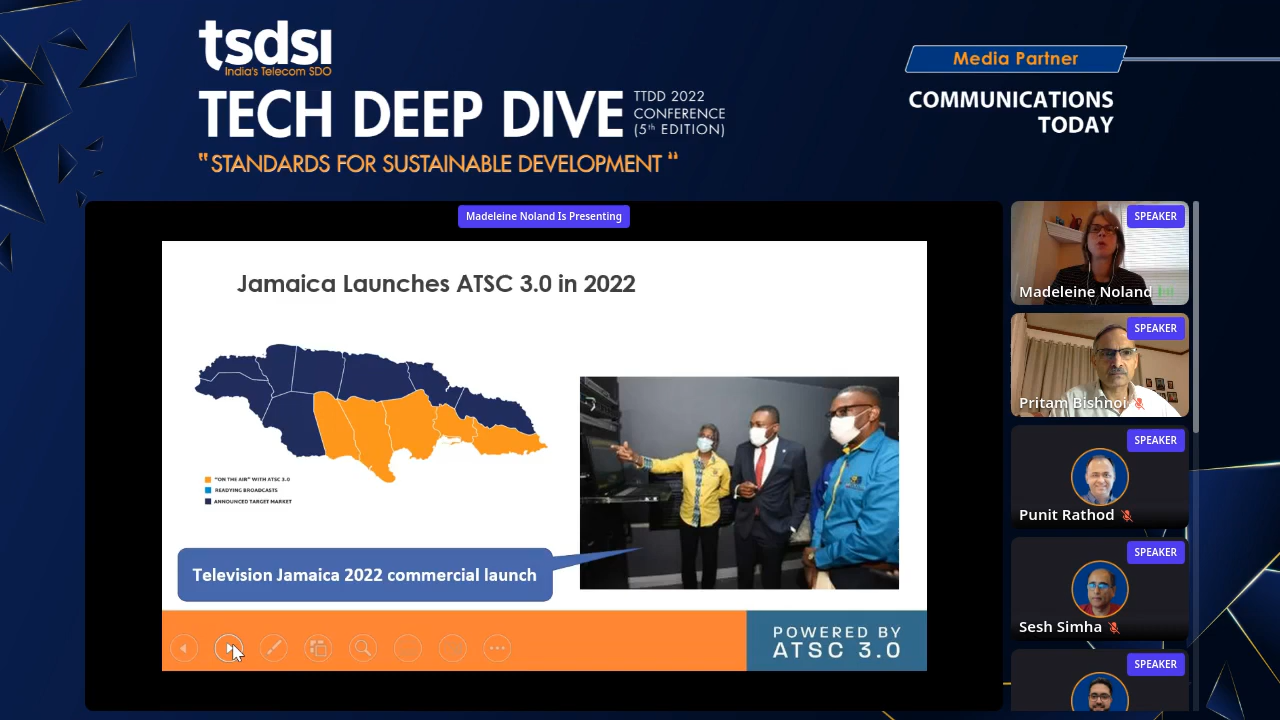 tsdsi
India's Telecom SDO
TECH DEEP DIVE
TTDD 2022
CONFERENCE
(5th EDITION)
"STANDARDS FOR SUSTAINABLE DEVELOPMENT"
Media Partner
COMMUNICATIONS
TODAY
Madeleine Noland Is Presenting
Jamaica Launches ATSC 3.0 in 2022
"ON THE AIR" WITH ATSC 3.0
READYING BROADCASTS
ANNOUNCED TARGET MARKET
Television Jamaica 2022 commercial launch
POWERED BY
ATSC 3.0
SPEAKER
Madeleine Noland
SPEAKER
Pritam Bishnoi
SPEAKER
Punit Rathod
SPEAKER
Sesh Simha
SPEAKER